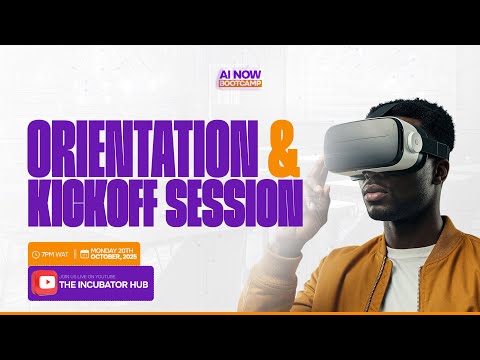 AI NOW
BOOTCAMP
ORIENTATION &
KICKOFF SESSION
7PM WAT | MONDAY 20TH
OCTOBER, 2025
JOIN US LIVE ON YOUTUBE
THE INCUBATOR HUB